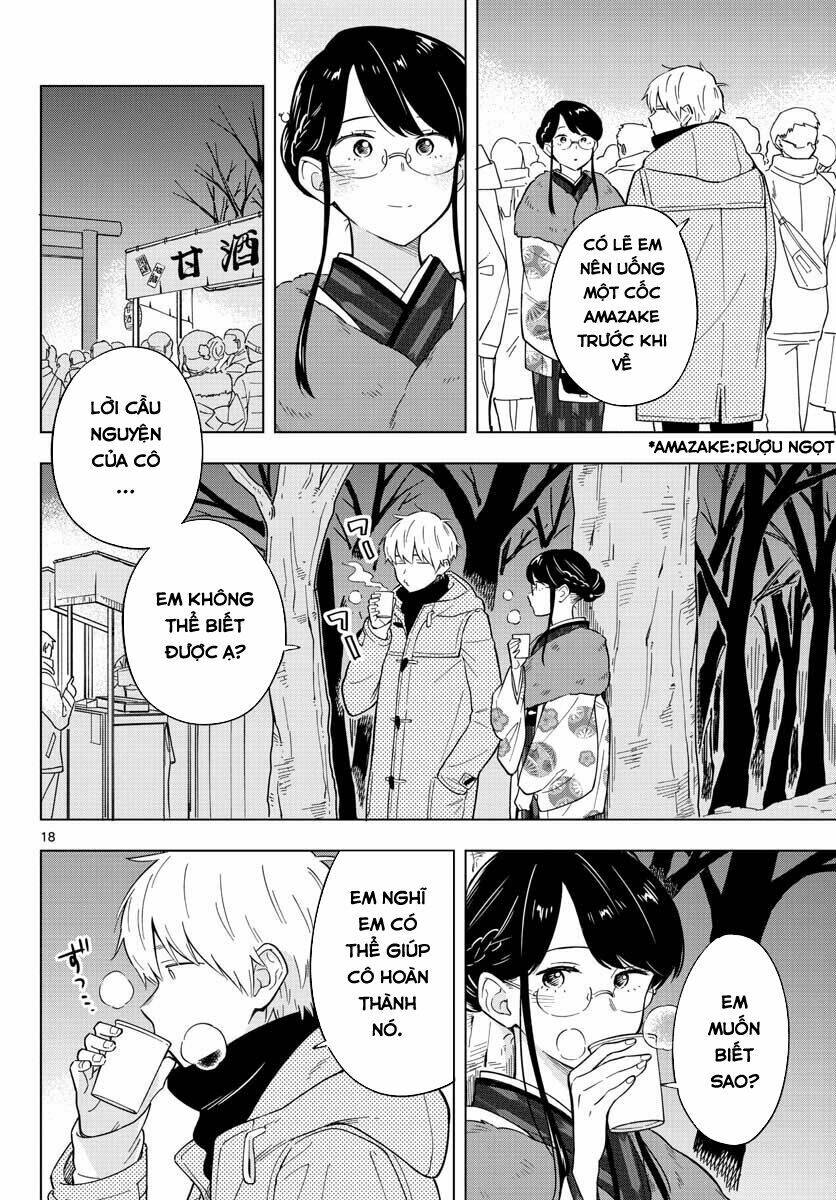 CÓ LẼ EM
NÊN UỐNG
MỘT CỐC
AMAZAKE
TRƯỚC KHI
VỀ
*AMAZAKE:RƯỢU NGỌT
甘酒
LỜI CẦU
NGUYỆN
CỦA CÔ
...
EM KHÔNG
THỂ BIẾT
ĐƯỢC Ạ?
18
EM
MUỐN
BIẾT
SAO?
EM NGHĨ
EM CÓ
THỂ GIÚP
CÔ HOÀN
THÀNH
NÓ.
ずっ...